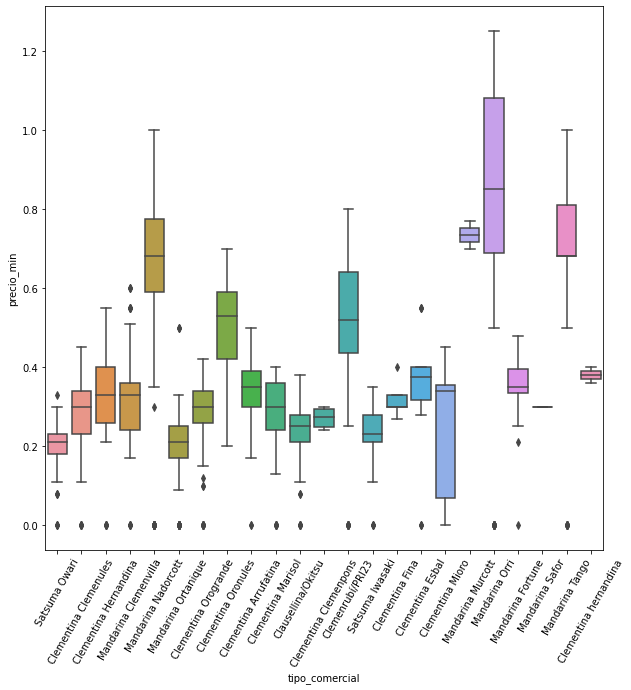 1.2
1.0
0.8
0.6
0.4
0.2
0.0
precio_min
Satsuma Owari
Clementina Clemenules
Clementina Hernandina
Mandarina Clemenvilla
Mandarina Nadorcott
Mandarina Ortanique
Clementina Orogrande
Clementina Oronules
Clementina Arrufatina
Clementina Marisol
Clausellina/Okitsu
Clementina Clemenpons
Clemenrubi/PRI23
Satsuma Iwasaki
Clementina Fina
Clementina Esbal
Clementina Mioro
Mandarina Murcott
Mandarina Orri
Mandarina Fortune
Mandarina Safor
Mandarina Tango
Clementina hernandina
tipo_comercial